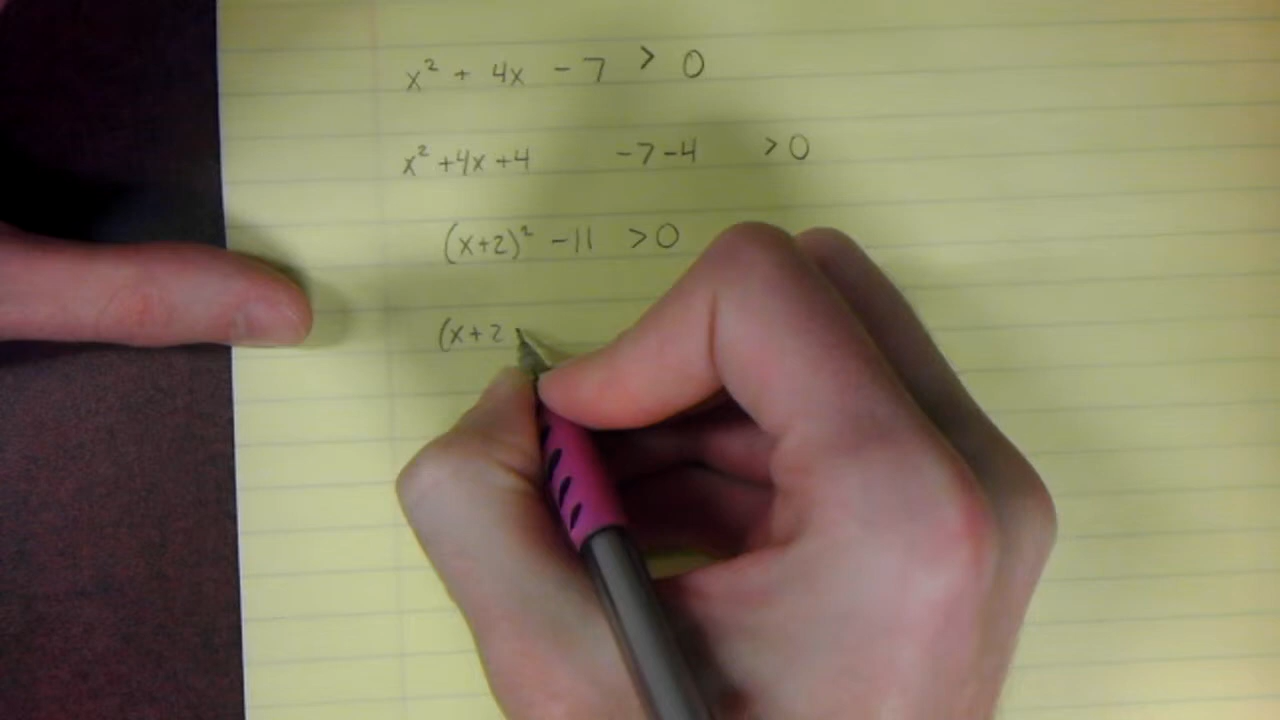 x² + 4x - 7 > 0
x² +4x +4 -7-4 >0
(x+2)² -11 >0
(x+2